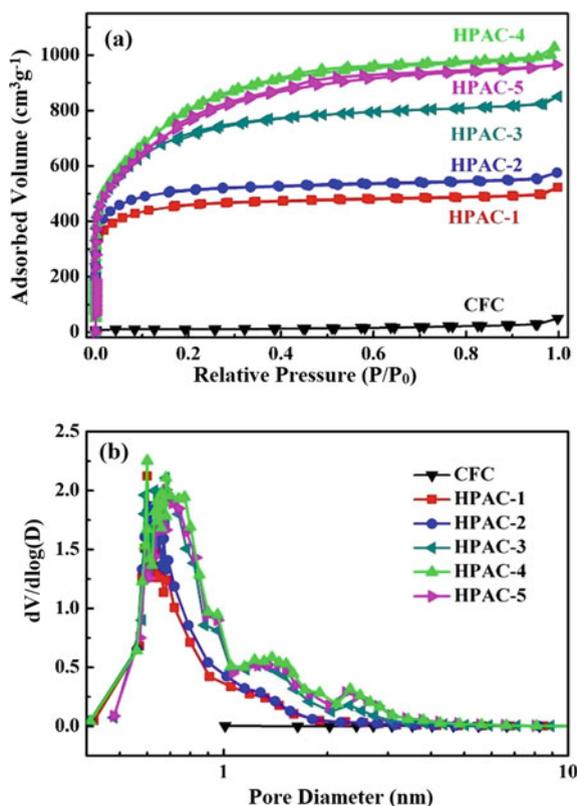 (a)
HPAC-4
HPAC-5
HPAC-3
HPAC-2
HPAC-1
CFC
Adsorbed Volume (cm³g⁻¹)
1000
800
600
400
200
0
0.0 0.2 0.4 0.6 0.8 1.0
Relative Pressure (P/P₀)
(b)
CFC
HPAC-1
HPAC-2
HPAC-3
HPAC-4
HPAC-5
dV/dlog(D)
2.5
2.0
1.5
1.0
0.5
0.0
1 10
Pore Diameter (nm)